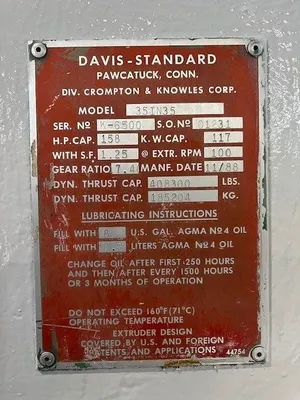 DAVIS-STANDARD
PAWCATUCK, CONN.
DIV. CROMPTON & KNOWLES CORP.
MODEL 35IN35
SER. Nº K-6500 S.O.Nº 01231
H.P. CAP. 158 K.W.CAP. 117
WITH S.F. 1.25 @ EXTR. RPM 100
GEAR RATIO 7.4 MANF. DATE 11/88
DYN. THRUST CAP. 408300 LBS.
DYN. THRUST CAP. 185204 KG.
LUBRICATING INSTRUCTIONS
FILL WITH U.S. GAL. AGMA Nº4 OIL
FILL WITH LITERS AGMA Nº4 OIL
CHANGE OIL AFTER FIRST-250 HOURS
AND THEN AFTER EVERY 1500 HOURS
OR 3 MONTHS OF OPERATION
DO NOT EXCEED 160°F(71°C)
OPERATING TEMPERATURE
EXTRUDER DESIGN
COVERED BY U.S. AND FOREIGN
PATENTS AND APPLICATIONS 44754